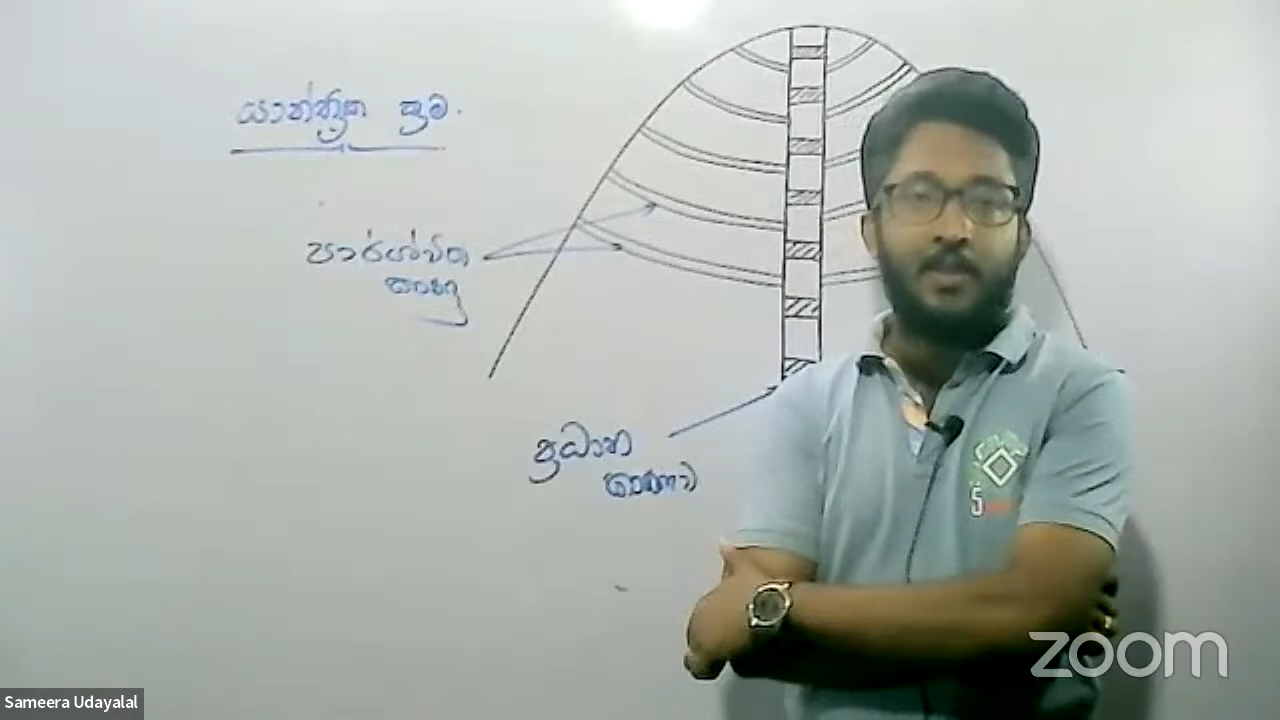 යාන්ත්‍රික ක්‍රම.
පාර්ශ්වික
කානු
ප්‍රධාන
කානුව
S
zoom
Sameera Udayalal